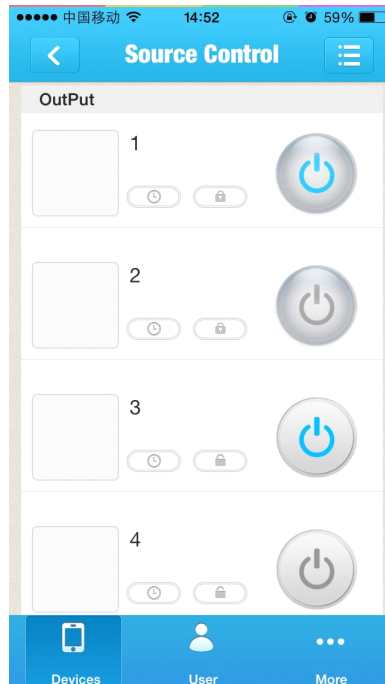 中国移动 14:52 59%
Source Control
OutPut
1
2
3
4
Devices User More